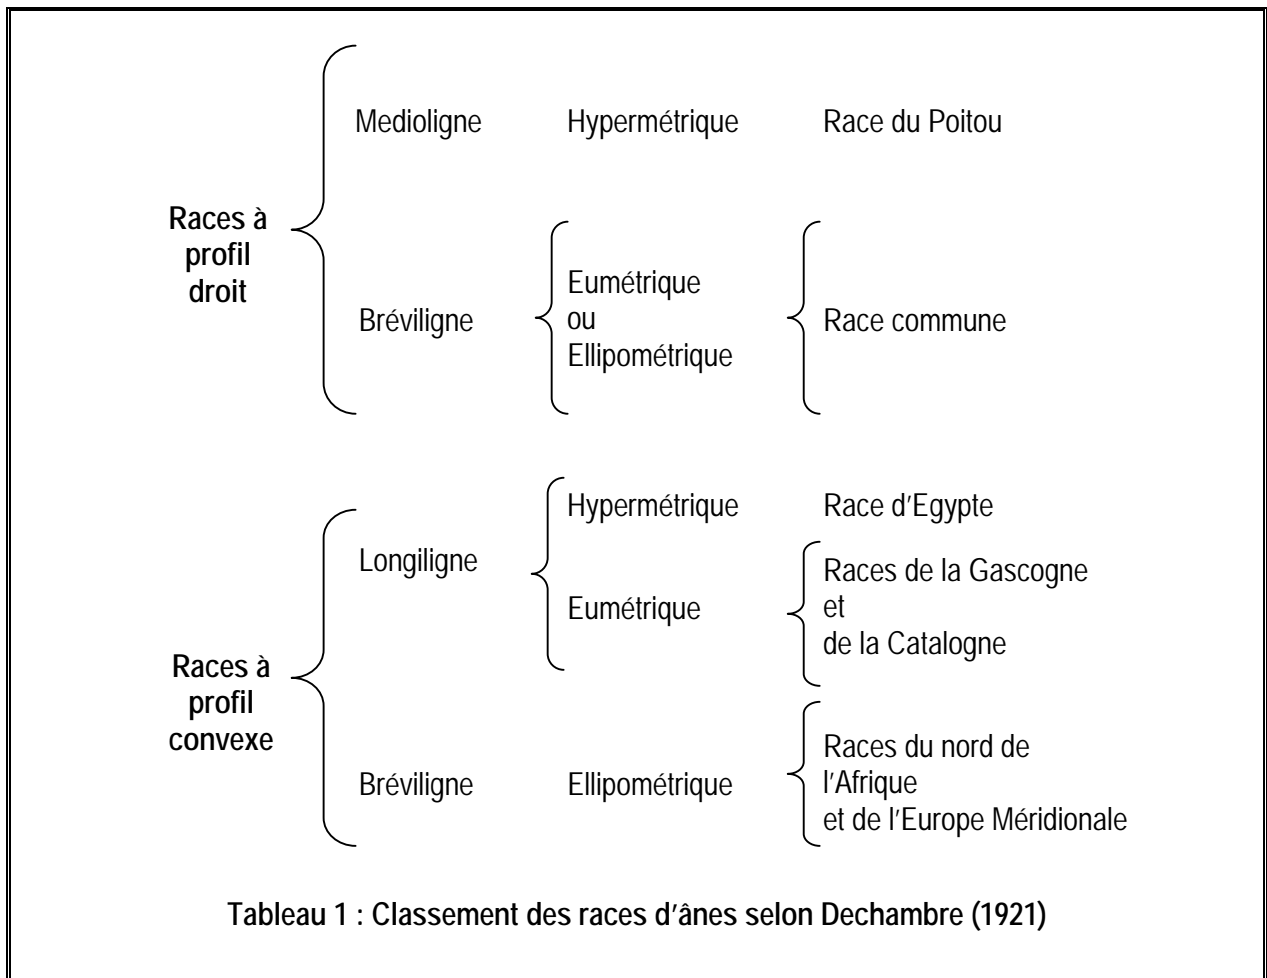 Races à
profil
droit
Medioligne Hypermétrique Race du Poitou
Bréviligne
Eumétrique
ou
Ellipométrique
Race commune
Races à
profil
convexe
Longiligne
Hypermétrique Race d'Egypte
Eumétrique
Races de la Gascogne
et
de la Catalogne
Bréviligne Ellipométrique
Races du nord de
l'Afrique
et de l'Europe Méridionale
Tableau 1 : Classement des races d'ânes selon Dechambre (1921)